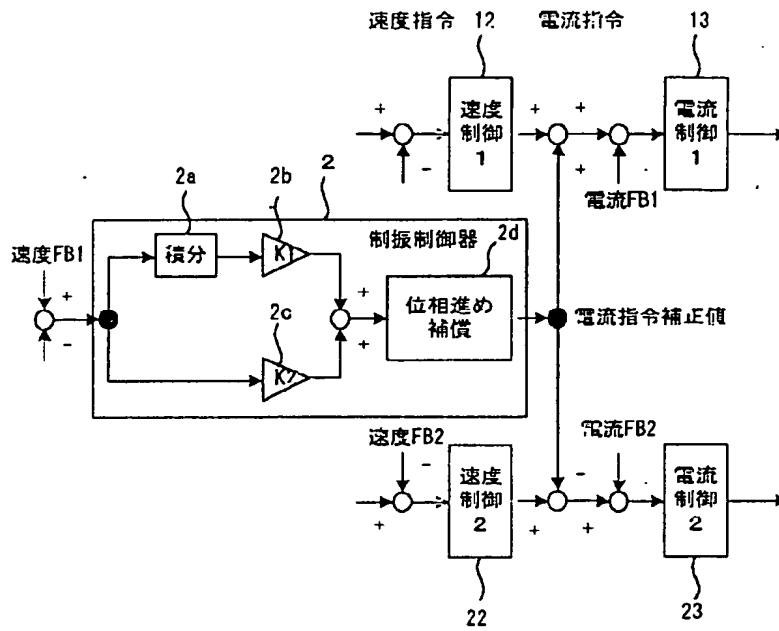 速度指令 12 電流指令 13
+ - 速度
制御
1
+ + + - 電流
制御
1
電流FB1
2a 2b 2
制振制御器 2d
速度FB1
+ -
積分
K1
2c
K2
+ +
位相進め
補償
電流指令補正値
速度FB2
- +
速度
制御
2
電流FB2
+ - + -
電流
制御
2
22 23